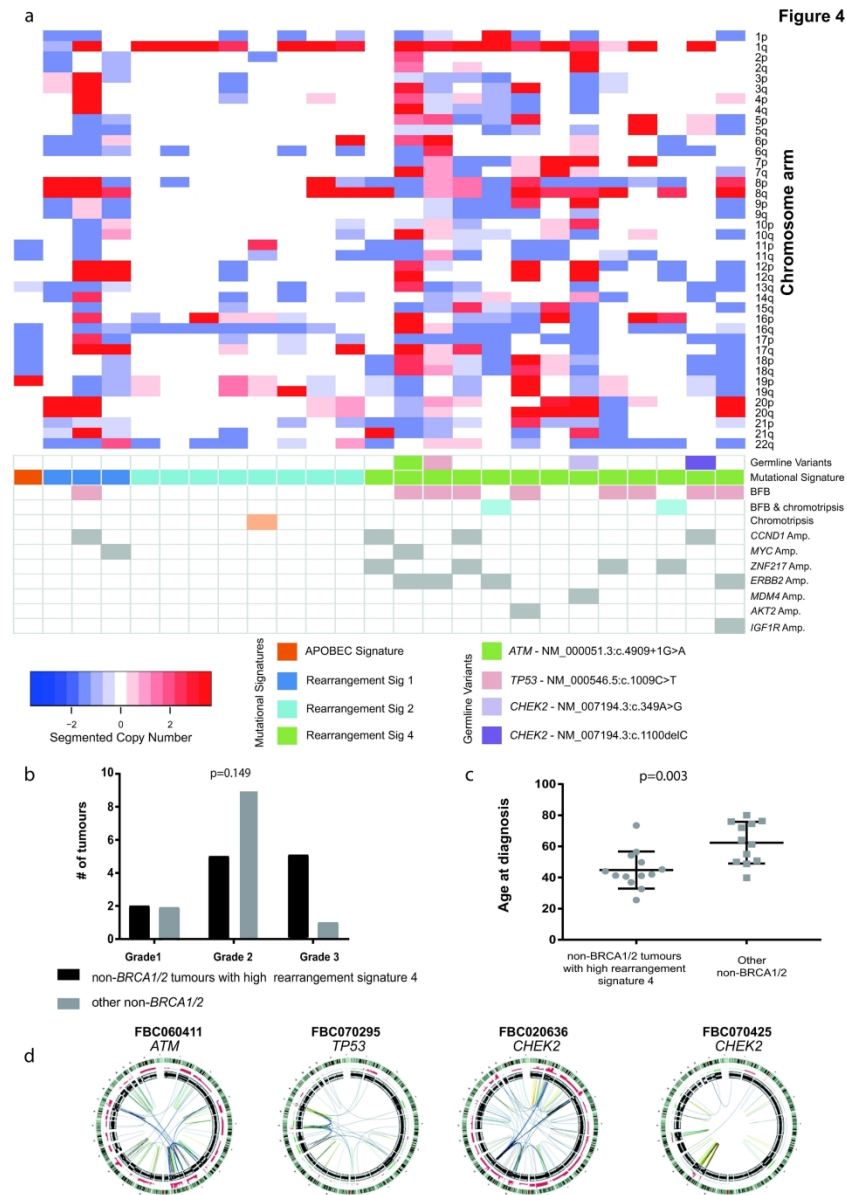 a
Figure 4
1p
1q
2p
2q
3p
3q
4p
4q
5p
5q
6p
6q
7p
7q
8p
8q
9p
9q
10p
10q
11p
11q
12p
12q
13q
14q
15q
16p
16q
17p
17q
18p
18q
19p
19q
20p
20q
21p
21q
22q
Chromosome arm
Germline Variants
Mutational Signature
BFB
BFB & chromotripsis
Chromotripsis
CCND1 Amp.
MYC Amp.
ZNF217 Amp.
ERBB2 Amp.
MDM4 Amp.
AKT2 Amp.
IGF1R Amp.
−2 0 2
Segmented Copy Number
Mutational Signatures
APOBEC Signature
Rearrangement Sig 1
Rearrangement Sig 2
Rearrangement Sig 4
Germline Variants
ATM - NM_000051.3:c.4909+1G>A
TP53 - NM_000546.5:c.1009C>T
CHEK2 - NM_007194.3:c.349A>G
CHEK2 - NM_007194.3:c.1100delC
b
p=0.149
# of tumours
10
8
6
4
2
0
Grade1 Grade 2 Grade 3
non-BRCA1/2 tumours with high rearrangement signature 4
other non-BRCA1/2
c
p=0.003
Age at diagnosis
100
80
60
40
20
0
non-BRCA1/2 tumours
with high rearrangement
signature 4
Other
non-BRCA1/2
d
FBC060411
ATM
FBC070295
TP53
FBC020636
CHEK2
FBC070425
CHEK2